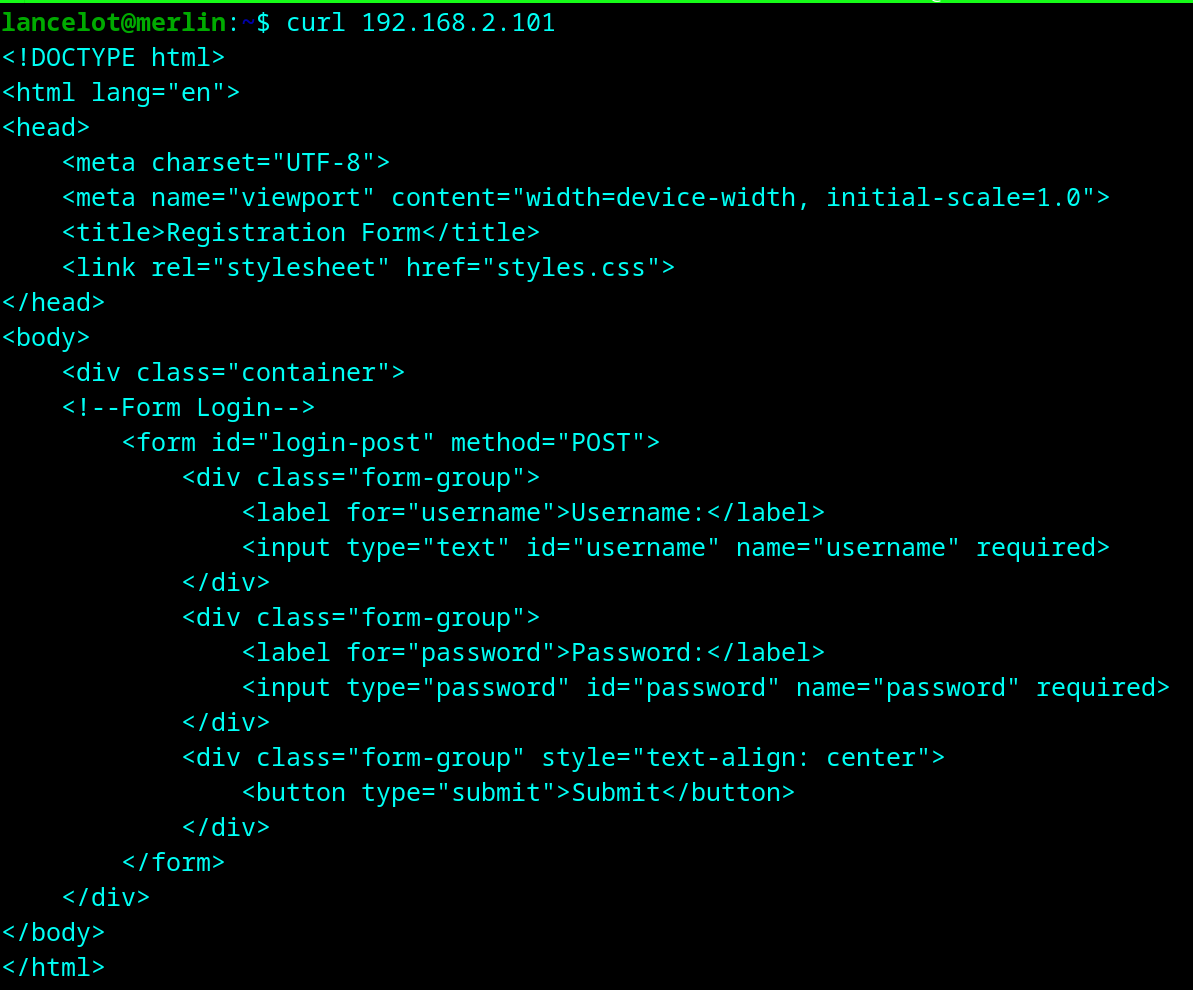 lancelot@merlin:~$ curl 192.168.2.101
<!DOCTYPE html>
<html lang="en">
<head>
    <meta charset="UTF-8">
    <meta name="viewport" content="width=device-width, initial-scale=1.0">
    <title>Registration Form</title>
    <link rel="stylesheet" href="styles.css">
</head>
<body>
    <div class="container">
    <!--Form Login-->
        <form id="login-post" method="POST">
            <div class="form-group">
                <label for="username">Username:</label>
                <input type="text" id="username" name="username" required>
            </div>
            <div class="form-group">
                <label for="password">Password:</label>
                <input type="password" id="password" name="password" required>
            </div>
            <div class="form-group" style="text-align: center">
                <button type="submit">Submit</button>
            </div>
        </form>
    </div>
</body>
</html>